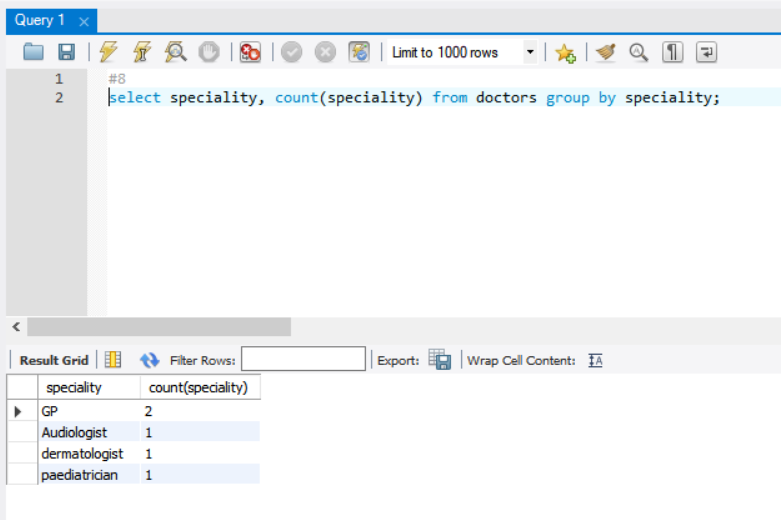 Query 1
Limit to 1000 rows
1 #8
2 select speciality, count(speciality) from doctors group by speciality;
Result Grid Filter Rows: Export: Wrap Cell Content:
speciality count(speciality)
GP 2
Audiologist 1
dermatologist 1
paediatrician 1